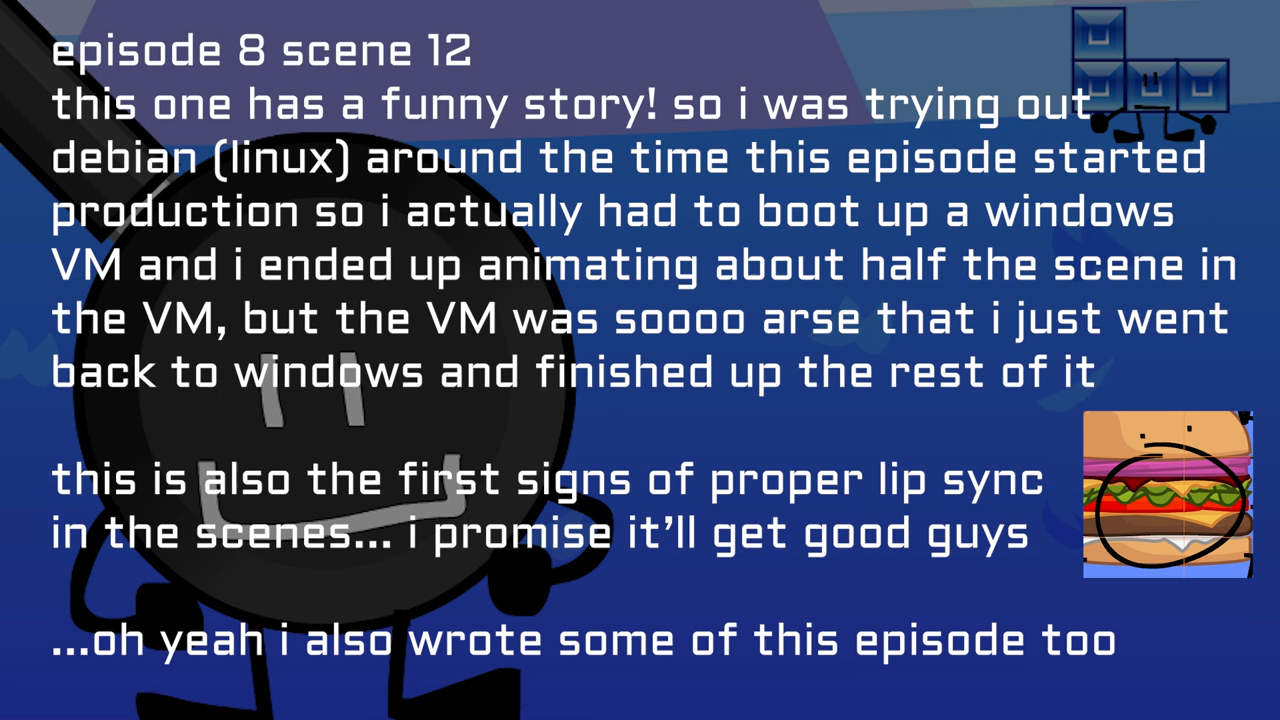 episode 8 scene 12
this one has a funny story! so i was trying out
debian (linux) around the time this episode started
production so i actually had to boot up a windows
VM and i ended up animating about half the scene in
the VM, but the VM was soooo arse that i just went
back to windows and finished up the rest of it
this is also the first signs of proper lip sync
in the scenes... i promise it’ll get good guys
...oh yeah i also wrote some of this episode too